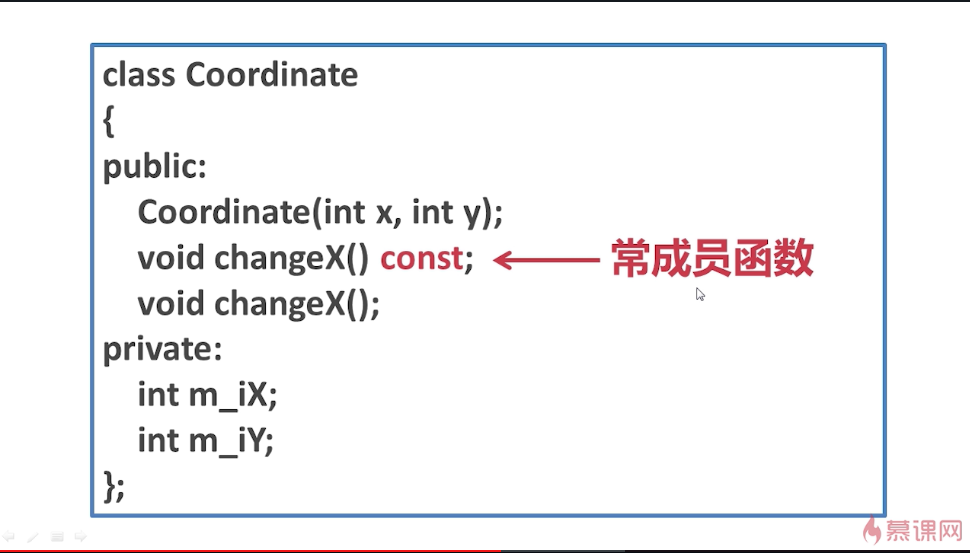 class Coordinate
{
public:
Coordinate(int x, int y);
void changeX() const; 常成员函数
void changeX();
private:
int m_iX;
int m_iY;
};
慕课网